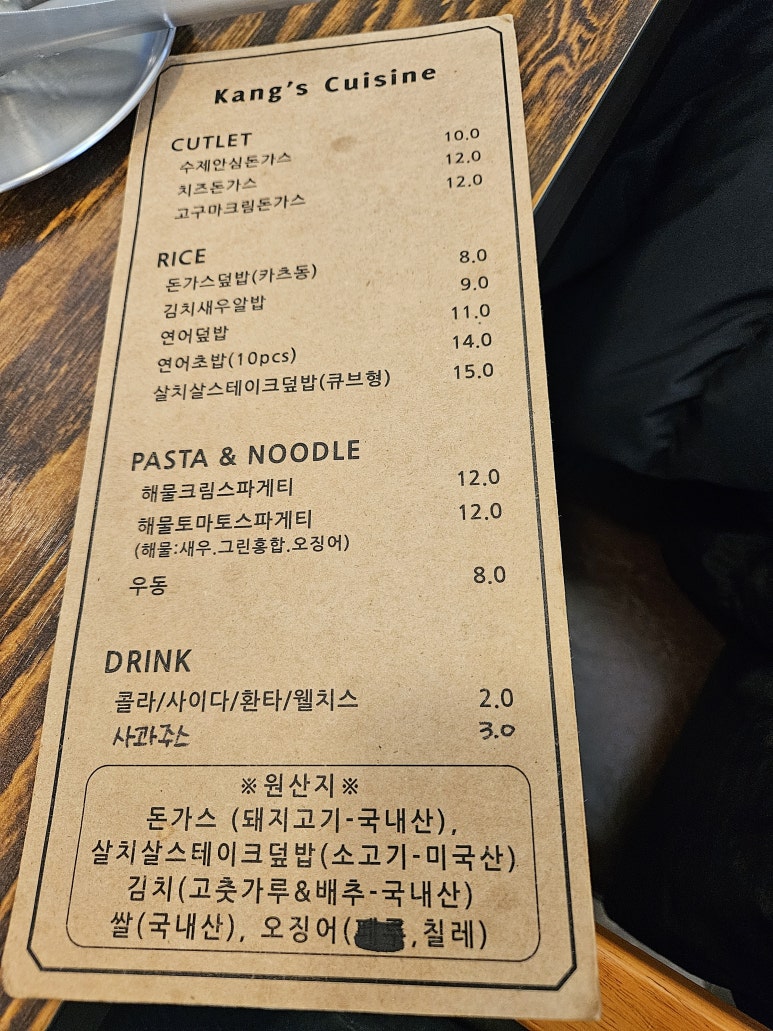 Kang's Cuisine
CUTLET
수제안심돈가스 10.0
치즈돈가스 12.0
고구마크림돈가스 12.0
RICE
돈가스덮밥(카츠동) 8.0
김치새우알밥 9.0
연어덮밥 11.0
연어초밥(10pcs) 14.0
살치살스테이크덮밥(큐브형) 15.0
PASTA & NOODLE
해물크림스파게티 12.0
해물토마토스파게티 12.0
(해물:새우.그린홍합.오징어)
우동 8.0
DRINK
콜라/사이다/환타/웰치스 2.0
사과주스 3.0
※원산지※
돈가스 (돼지고기-국내산),
살치살스테이크덮밥(소고기-미국산)
김치(고춧가루&배추-국내산)
쌀(국내산), 오징어( ,칠레)